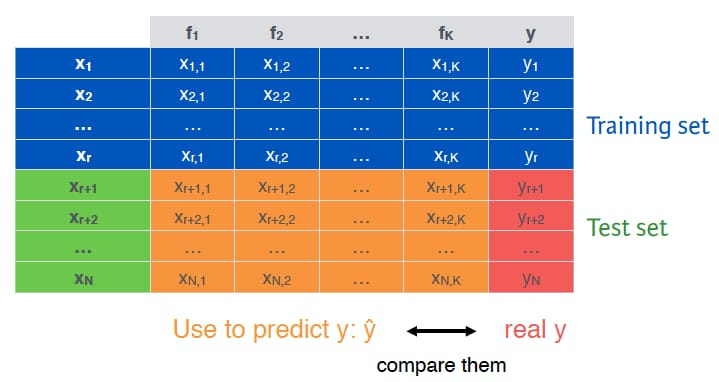 f₁ f₂ ... fK y
x₁ x₁,₁ x₁,₂ ... x₁,K y₁
x₂ x₂,₁ x₂,₂ ... x₂,K y₂
... ... ... ... ... ...
xr xr,₁ xr,₂ ... xr,K yr
Training set
xr+1 xr+1,1 xr+1,2 ... xr+1,K yr+1
xr+2 xr+2,1 xr+2,2 ... xr+2,K yr+2
... ... ... ... ... ...
xN xN,1 xN,2 ... xN,K yN
Test set
Use to predict y: ŷ ⟷ real y
compare them